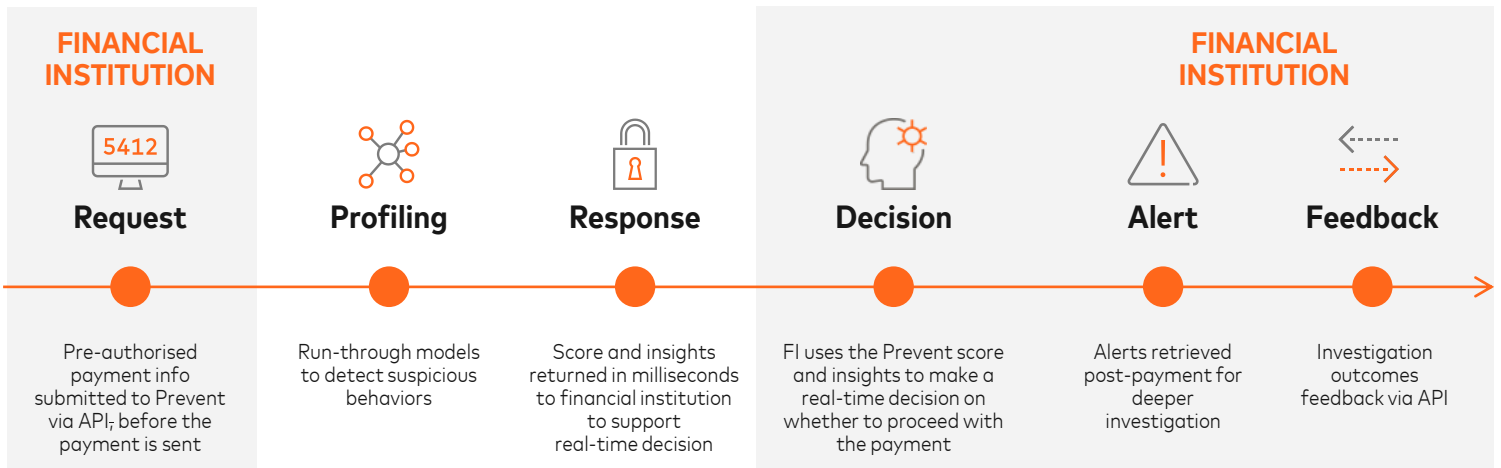 FINANCIAL
INSTITUTION
FINANCIAL
INSTITUTION
5412
Request
Profiling
Response
Decision
Alert
Feedback
Pre-authorised
payment info
submitted to Prevent
via API, before the
payment is sent
Run-through models
to detect suspicious
behaviors
Score and insights
returned in milliseconds
to financial institution
to support
real-time decision
FI uses the Prevent score
and insights to make a
real-time decision on
whether to proceed with
the payment
Alerts retrieved
post-payment for
deeper
investigation
Investigation
outcomes
feedback via API